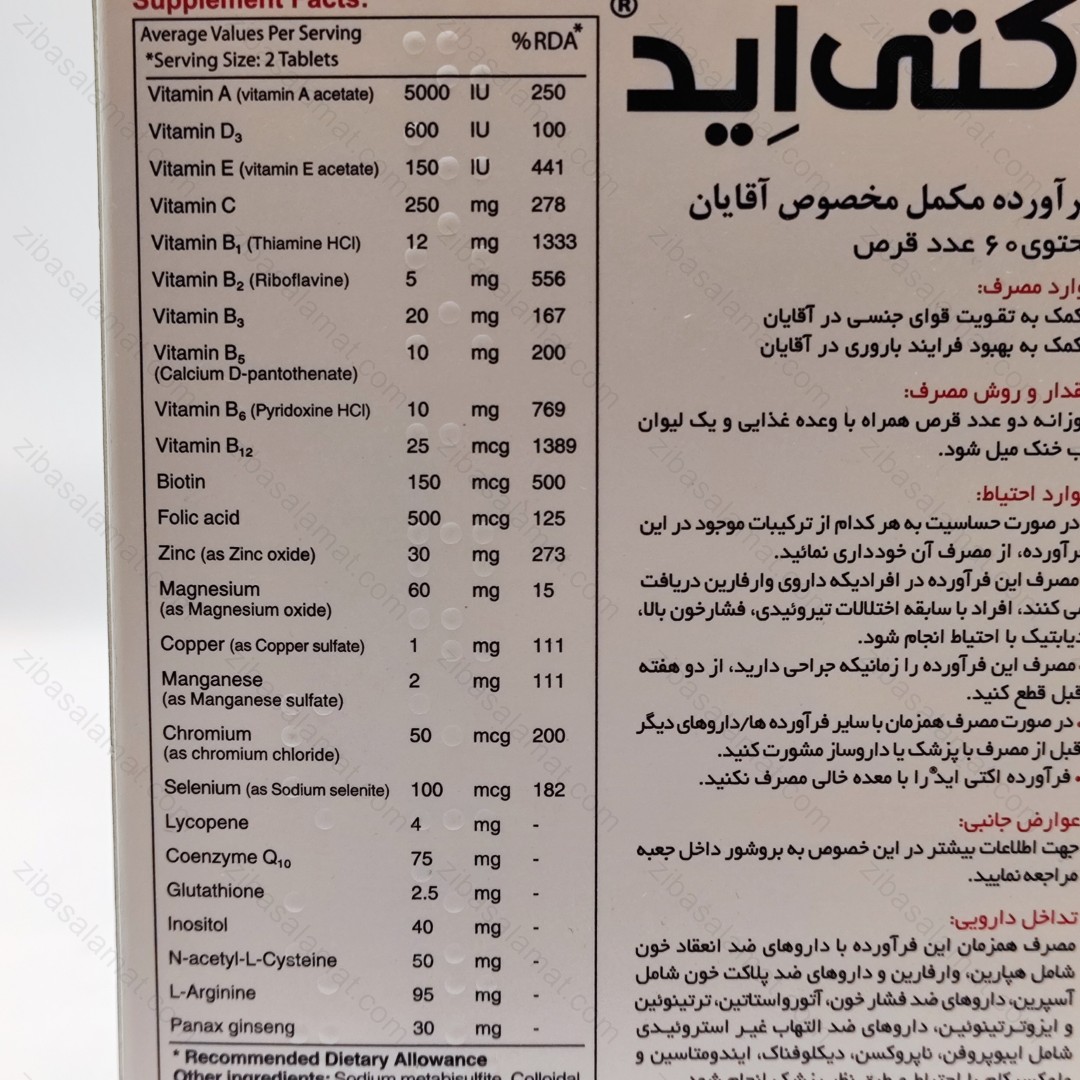 Supplement Facts:
Average Values Per Serving
*Serving Size: 2 Tablets
%RDA*
Vitamin A (vitamin A acetate) 5000 IU 250
Vitamin D3 600 IU 100
Vitamin E (vitamin E acetate) 150 IU 441
Vitamin C 250 mg 278
Vitamin B1 (Thiamine HCl) 12 mg 1333
Vitamin B2 (Riboflavine) 5 mg 556
Vitamin B3 20 mg 167
Vitamin B5 10 mg 200
(Calcium D-pantothenate)
Vitamin B6 (Pyridoxine HCl) 10 mg 769
Vitamin B12 25 mcg 1389
Biotin 150 mcg 500
Folic acid 500 mcg 125
Zinc (as Zinc oxide) 30 mg 273
Magnesium 60 mg 15
(as Magnesium oxide)
Copper (as Copper sulfate) 1 mg 111
Manganese 2 mg 111
(as Manganese sulfate)
Chromium 50 mcg 200
(as chromium chloride)
Selenium (as Sodium selenite) 100 mcg 182
Lycopene 4 mg -
Coenzyme Q10 75 mg -
Glutathione 2.5 mg -
Inositol 40 mg -
N-acetyl-L-Cysteine 50 mg -
L-Arginine 95 mg -
Panax ginseng 30 mg -
* Recommended Dietary Allowance
Other ingredients: Sodium metabisulfite, Colloidal
اکتی‌اِید®
مکمل مخصوص آقایان
۶۰ عدد قرص
مصرف:
کمک به تقویت قوای جنسی در آقایان
کمک به بهبود فرایند باروری در آقایان
و روش مصرف:
دو عدد قرص همراه با وعده غذایی و یک لیوان
خنک میل شود.
احتیاط:
در صورت حساسیت به هر کدام از ترکیبات موجود در این
فرآورده، از مصرف آن خودداری نمائید.
مصرف این فرآورده در افرادیکه داروی وارفارین دریافت
می کنند، افراد با سابقه اختلالات تیروئیدی، فشارخون بالا،
دیابتیک با احتیاط انجام شود.
مصرف این فرآورده را زمانیکه جراحی دارید، از دو هفته
قبل قطع کنید.
• در صورت مصرف همزمان با سایر فرآورده ها/داروهای دیگر
قبل از مصرف با پزشک یا داروساز مشورت کنید.
• فرآورده اکتی اید® را با معده خالی مصرف نکنید.
عوارض جانبی:
جهت اطلاعات بیشتر در این خصوص به بروشور داخل جعبه
مراجعه نمایید.
تداخل دارویی:
مصرف همزمان این فرآورده با داروهای ضد انعقاد خون
شامل هپارین، وارفارین و داروهای ضد پلاکت خون شامل
آسپرین، داروهای ضد فشار خون، آتورواستاتین، ترتینوئین
و ایزوترتینوئین، داروهای ضد التهاب غیر استروئیدی
شامل ایبوپروفن، ناپروکسن، دیکلوفناک، ایندومتاسین و
zibasalamat.com